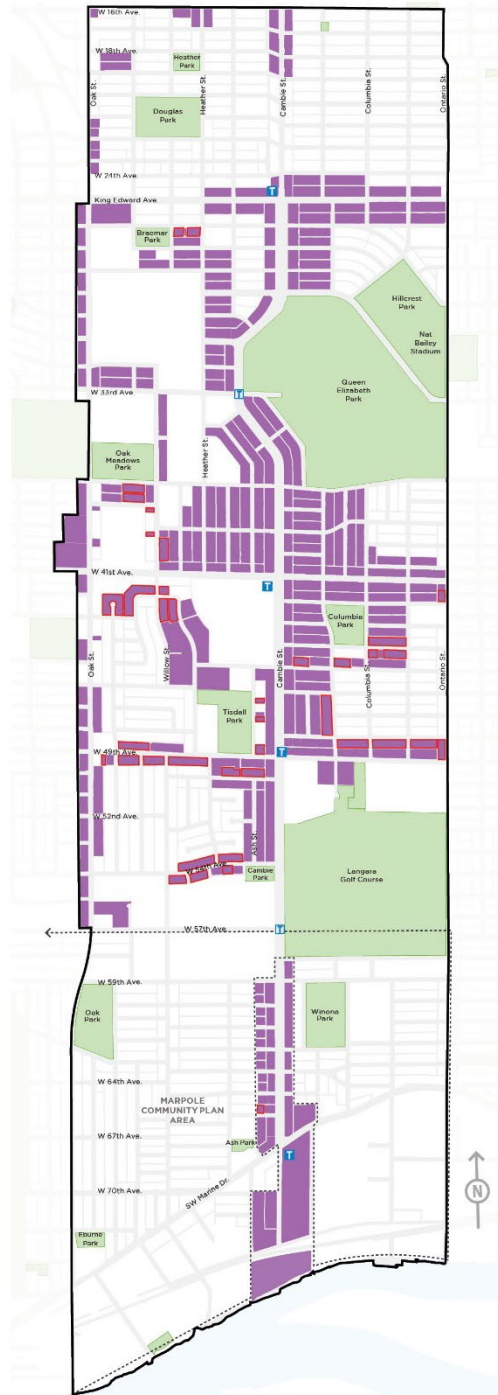 W 16th Ave.
W 18th Ave.
Heather
Park
Oak St.
Heather St.
Cambie St.
Columbia St.
Ontario St.
Douglas
Park
W 24th Ave.
T
King Edward Ave
Braemar
Park
Hillcrest
Park
Nat
Bailey
Stadium
Queen
Elizabeth
Park
W 33rd Ave.
T
Oak
Meadows
Park
Heather St.
W 41st Ave.
T
Columbia
Park
Oak St.
Willow St.
Cambie St.
Columbia St.
Ontario St.
Tisdall
Park
W 49th Ave.
T
W 52nd Ave.
Ash St.
W 54th Ave.
Cambie
Park
Langara
Golf Course
W 57th Ave.
T
W 59th Ave.
Oak
Park
Winona
Park
W 64th Ave.
MARPOLE
COMMUNITY PLAN
AREA
W 67th Ave.
Ash Park
T
W 70th Ave.
SW Marine Dr.
N
Eburne
Park